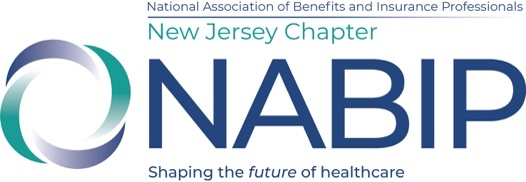 National Association of Benefits and Insurance Professionals
New Jersey Chapter
NABIP
Shaping the future of healthcare